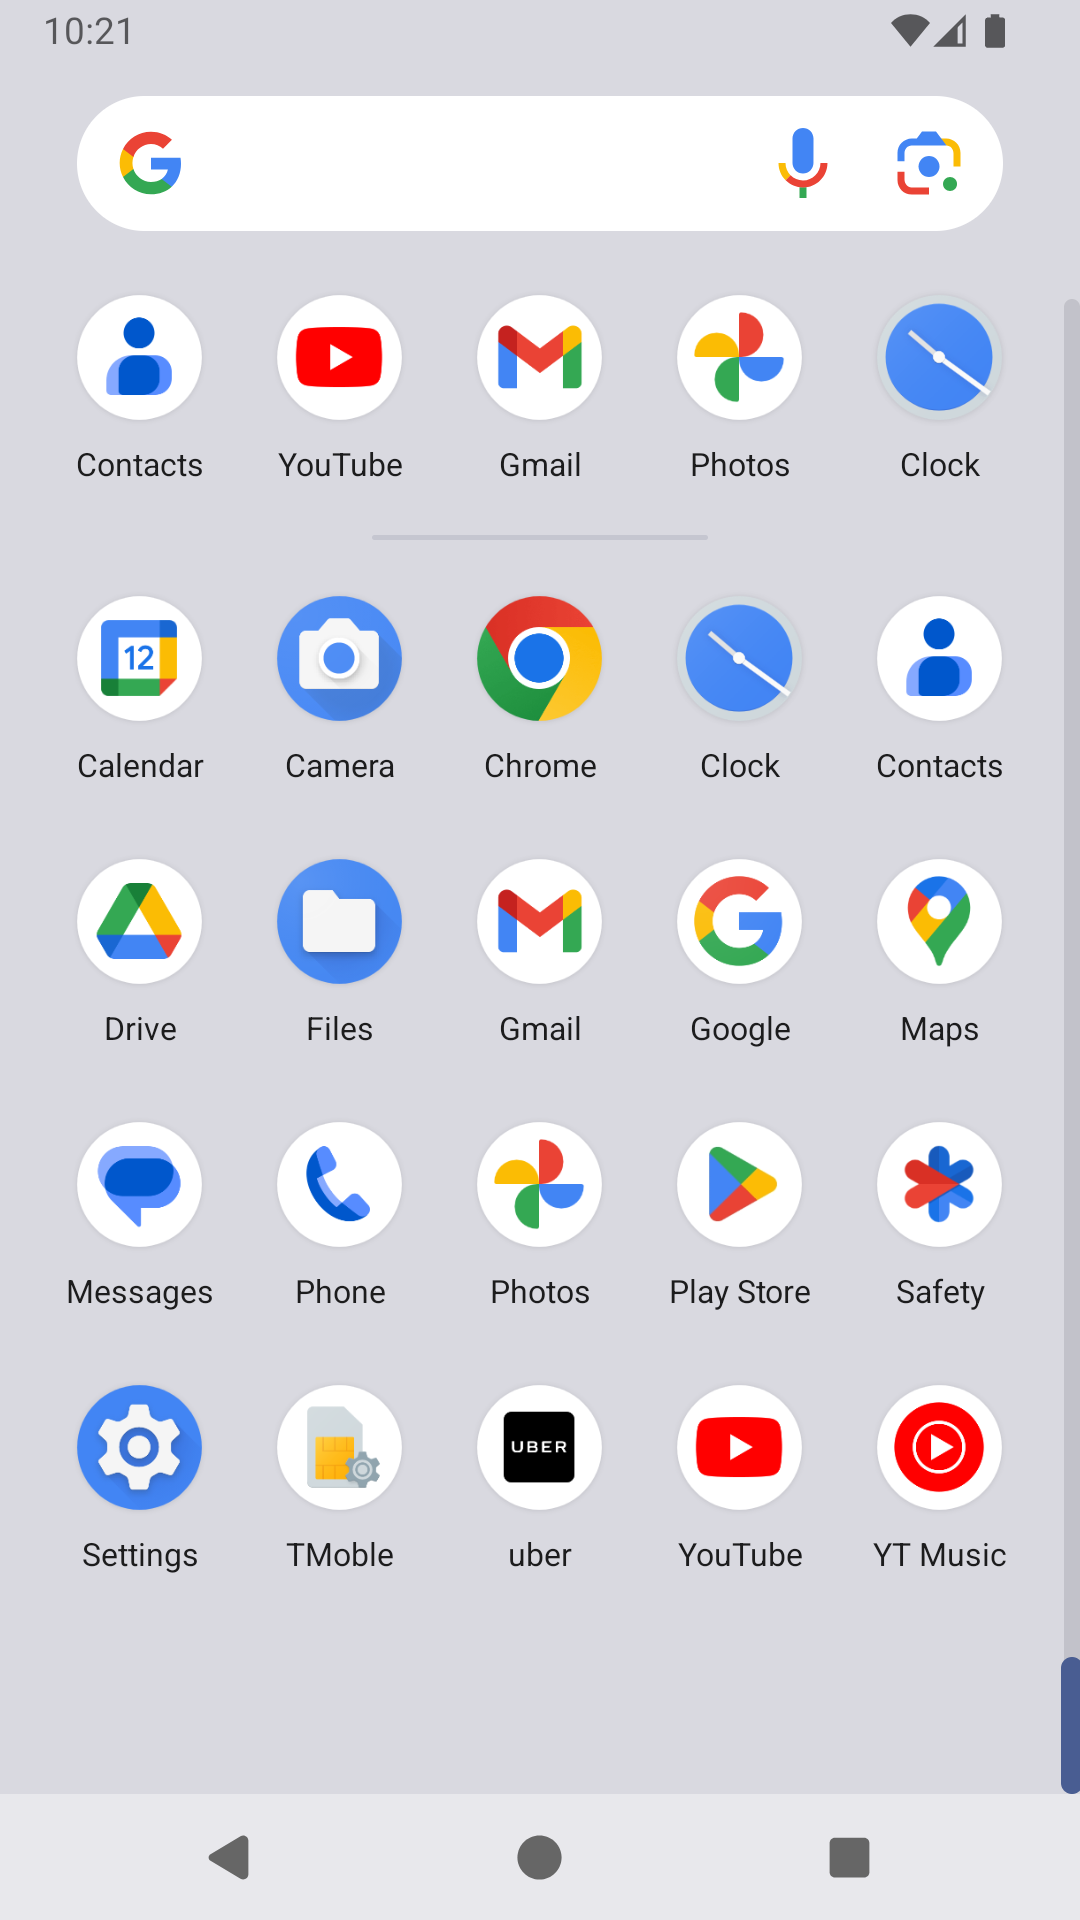 10:21
Contacts YouTube Gmail Photos Clock
12
Calendar Camera Chrome Clock Contacts
Drive Files Gmail Google Maps
Messages Phone Photos Play Store Safety
UBER
Settings TMoble uber YouTube YT Music